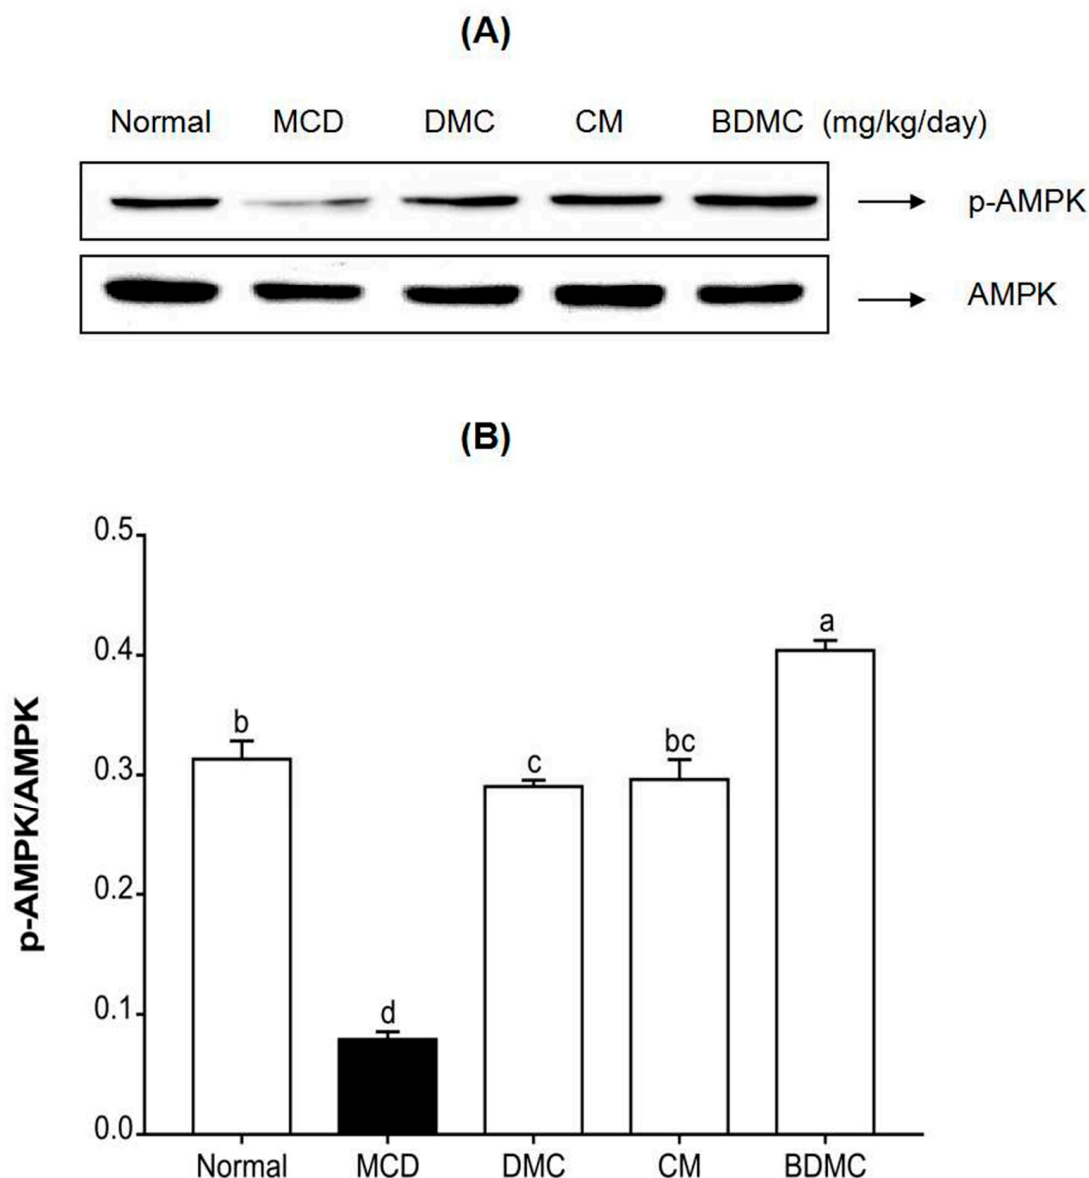 (A)
Normal MCD DMC CM BDMC (mg/kg/day)
p-AMPK
AMPK
(B)
p-AMPK/AMPK
0.5
0.4
0.3
0.2
0.1
0.0
b
d
c
bc
a
Normal MCD DMC CM BDMC